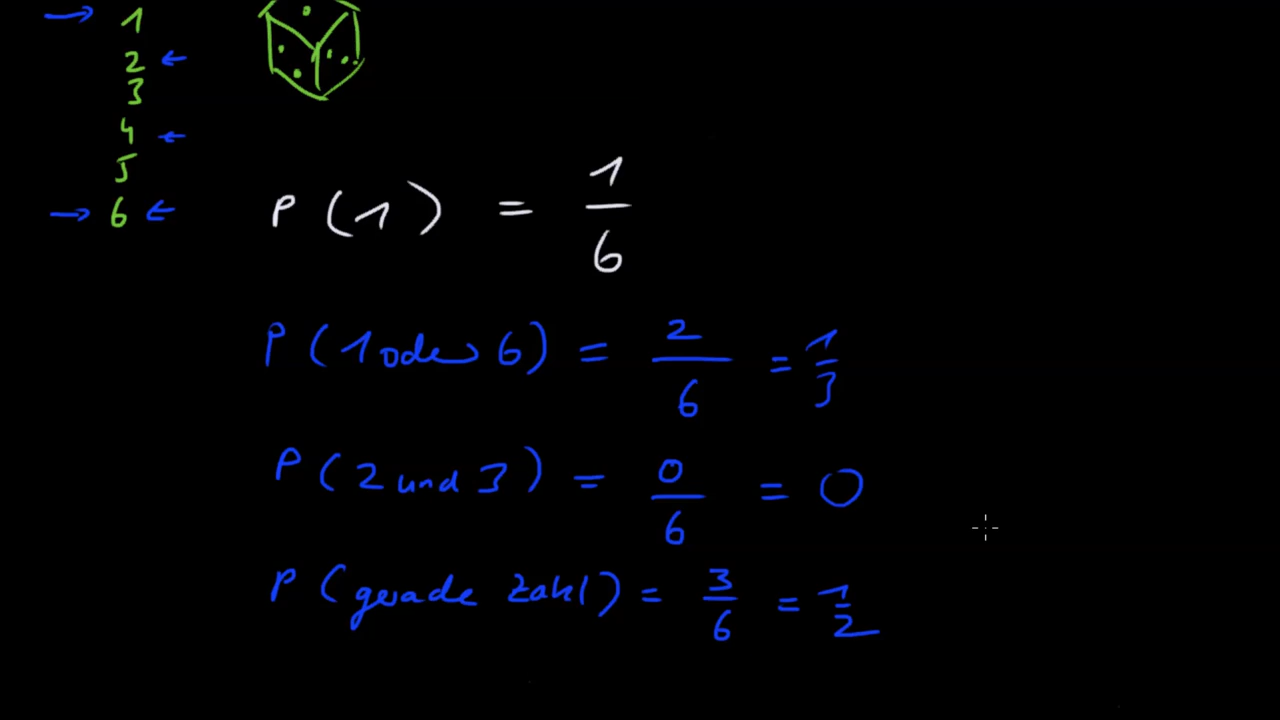 → 1
2 ←
3
4 ←
5
→ 6 ←
P (1) = 1/6
P (1 oder 6) = 2/6 = 1/3
P (2 und 3) = 0/6 = 0
P (gerade Zahl) = 3/6 = 1/2